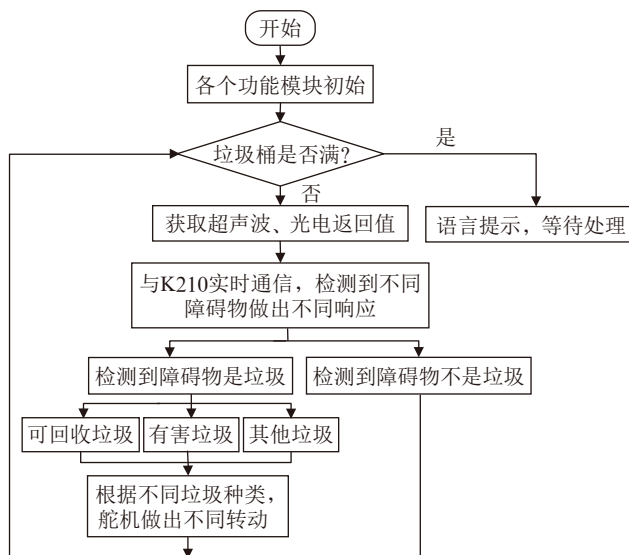 开始
各个功能模块初始
垃圾桶是否满?
是
否
获取超声波、光电返回值
语言提示，等待处理
与K210实时通信，检测到不同
障碍物做出不同响应
检测到障碍物是垃圾
检测到障碍物不是垃圾
可回收垃圾
有害垃圾
其他垃圾
根据不同垃圾种类，
舵机做出不同转动